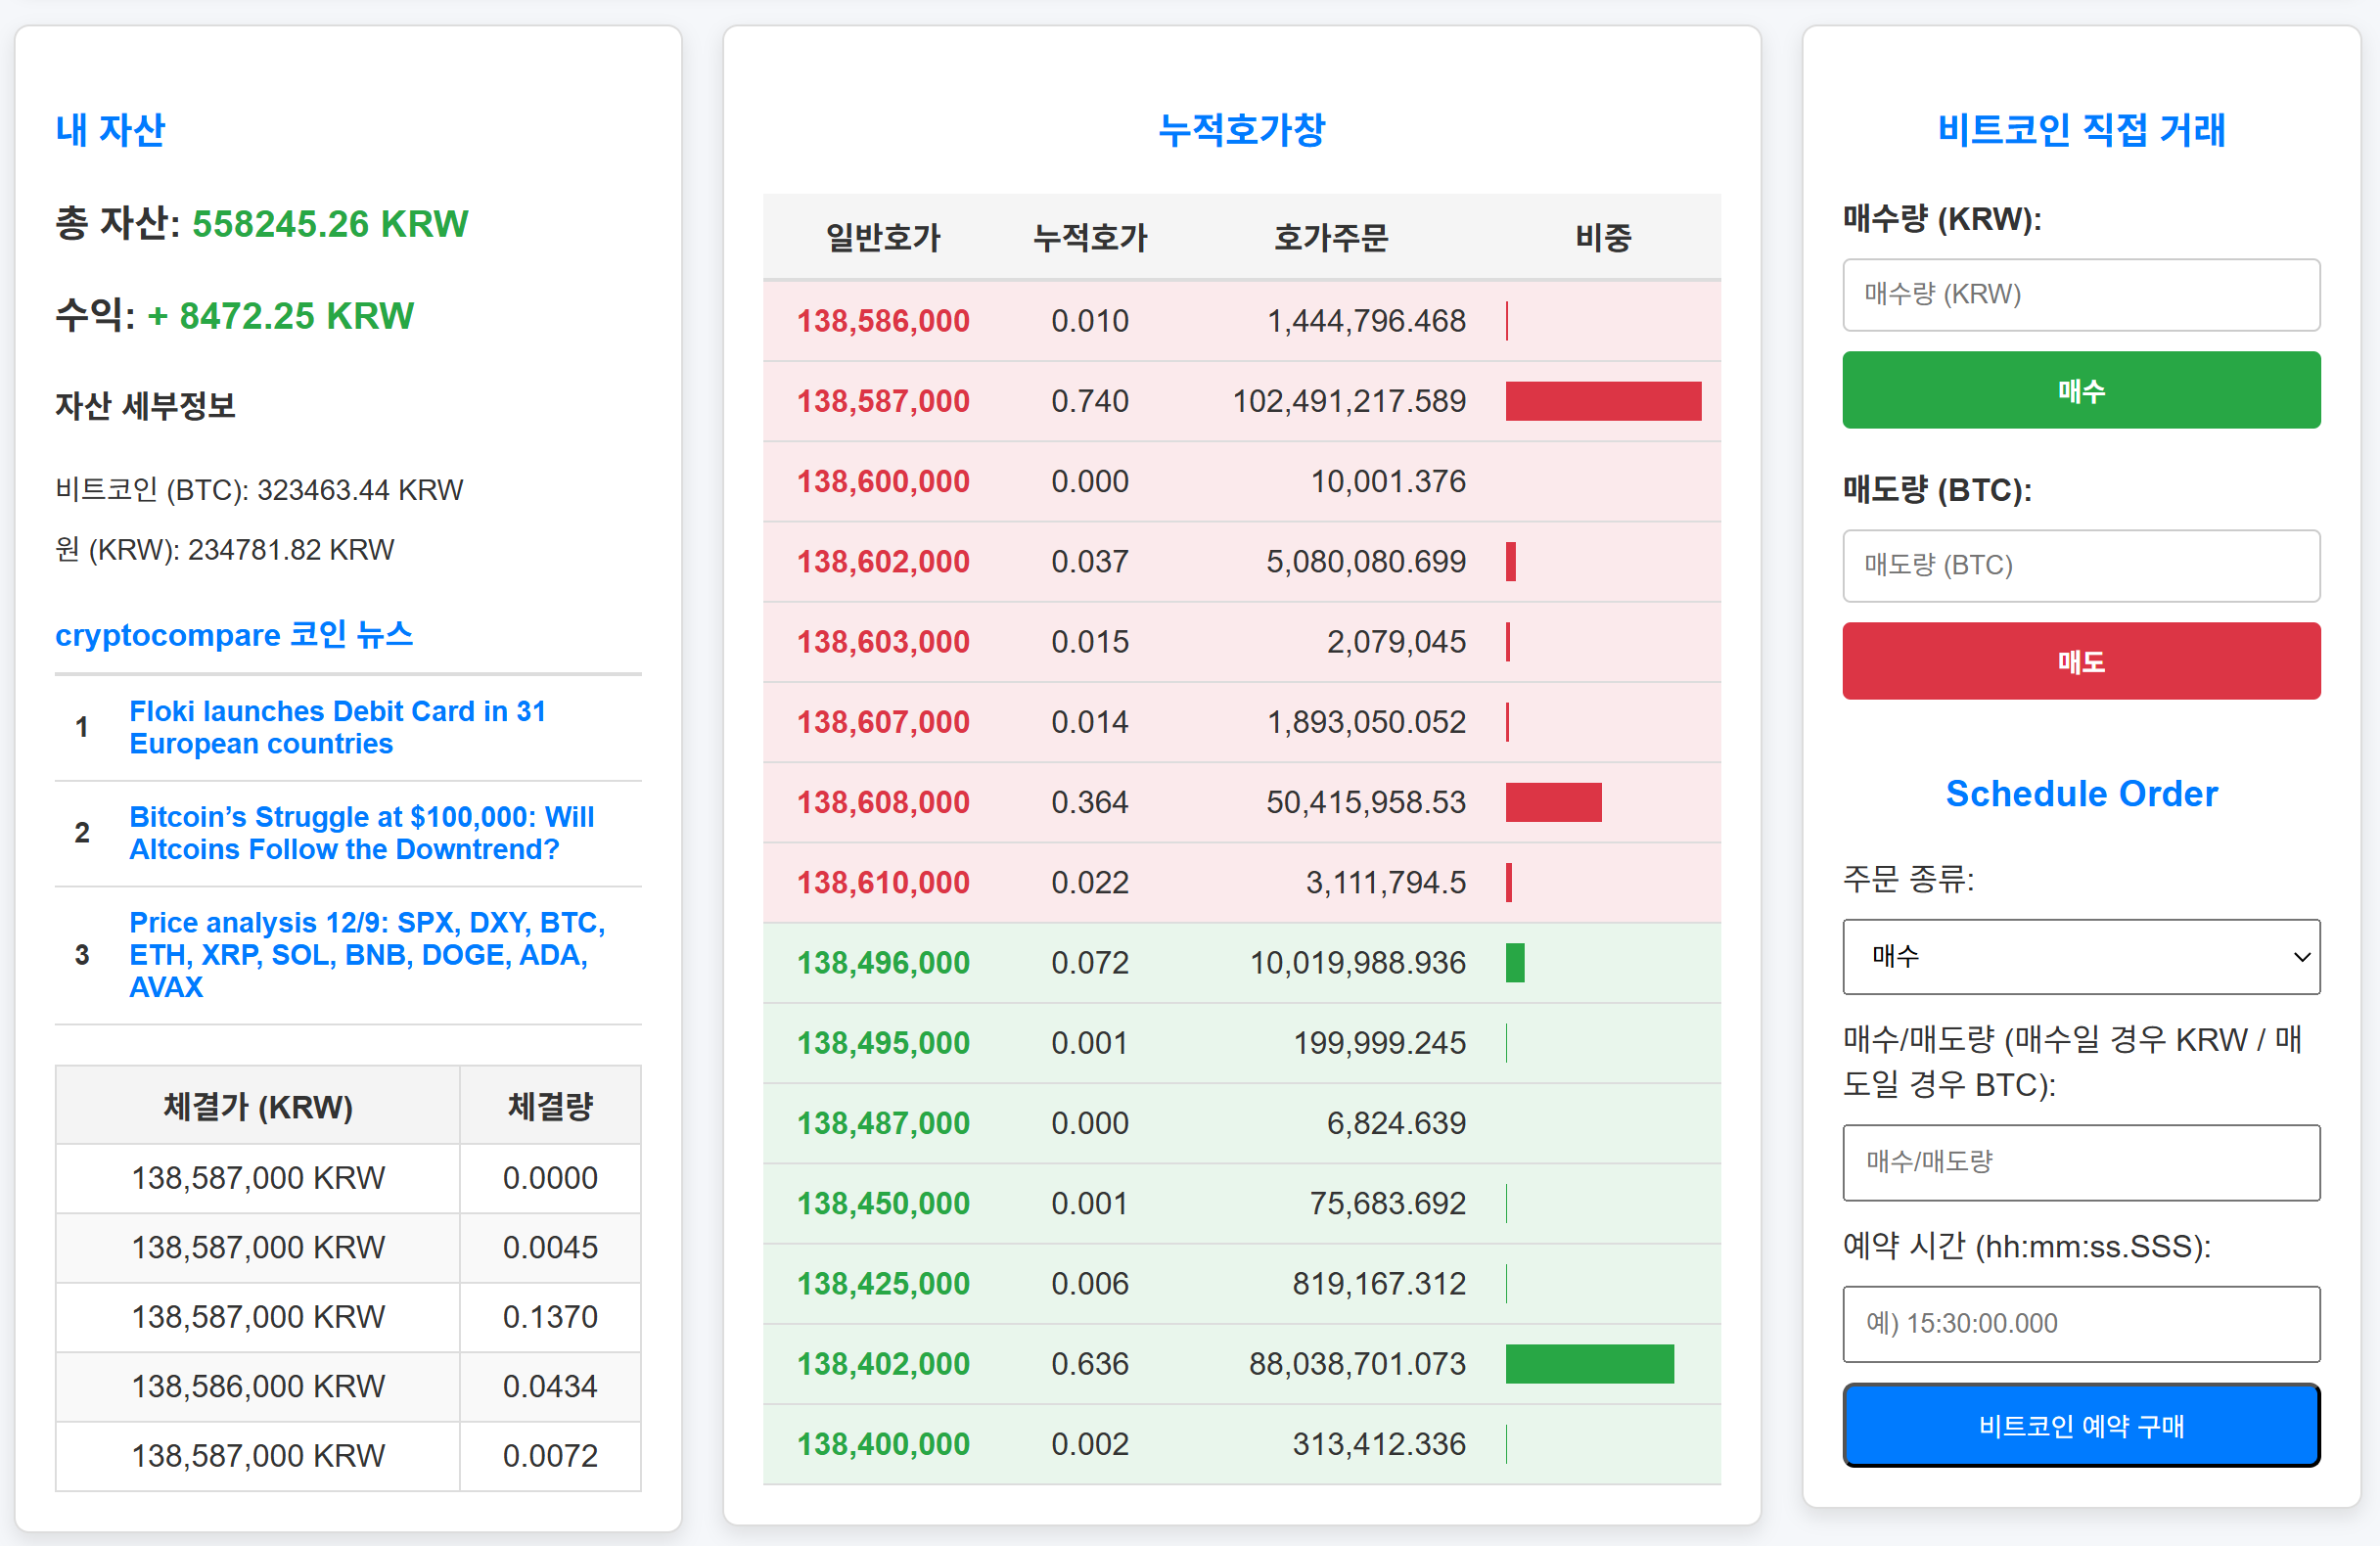 내 자산
총 자산: 558245.26 KRW
수익: + 8472.25 KRW
자산 세부정보
비트코인 (BTC): 323463.44 KRW
원 (KRW): 234781.82 KRW
cryptocompare 코인 뉴스
1 Floki launches Debit Card in 31
European countries
2 Bitcoin’s Struggle at $100,000: Will
Altcoins Follow the Downtrend?
3 Price analysis 12/9: SPX, DXY, BTC,
ETH, XRP, SOL, BNB, DOGE, ADA,
AVAX
체결가 (KRW) 체결량
138,587,000 KRW 0.0000
138,587,000 KRW 0.0045
138,587,000 KRW 0.1370
138,586,000 KRW 0.0434
138,587,000 KRW 0.0072
누적호가창
일반호가 누적호가 호가주문 비중
138,586,000 0.010 1,444,796.468
138,587,000 0.740 102,491,217.589
138,600,000 0.000 10,001.376
138,602,000 0.037 5,080,080.699
138,603,000 0.015 2,079,045
138,607,000 0.014 1,893,050.052
138,608,000 0.364 50,415,958.53
138,610,000 0.022 3,111,794.5
138,496,000 0.072 10,019,988.936
138,495,000 0.001 199,999.245
138,487,000 0.000 6,824.639
138,450,000 0.001 75,683.692
138,425,000 0.006 819,167.312
138,402,000 0.636 88,038,701.073
138,400,000 0.002 313,412.336
비트코인 직접 거래
매수량 (KRW):
매수량 (KRW)
매수
매도량 (BTC):
매도량 (BTC)
매도
Schedule Order
주문 종류:
매수
매수/매도량 (매수일 경우 KRW / 매
도일 경우 BTC):
매수/매도량
예약 시간 (hh:mm:ss.SSS):
예) 15:30:00.000
비트코인 예약 구매